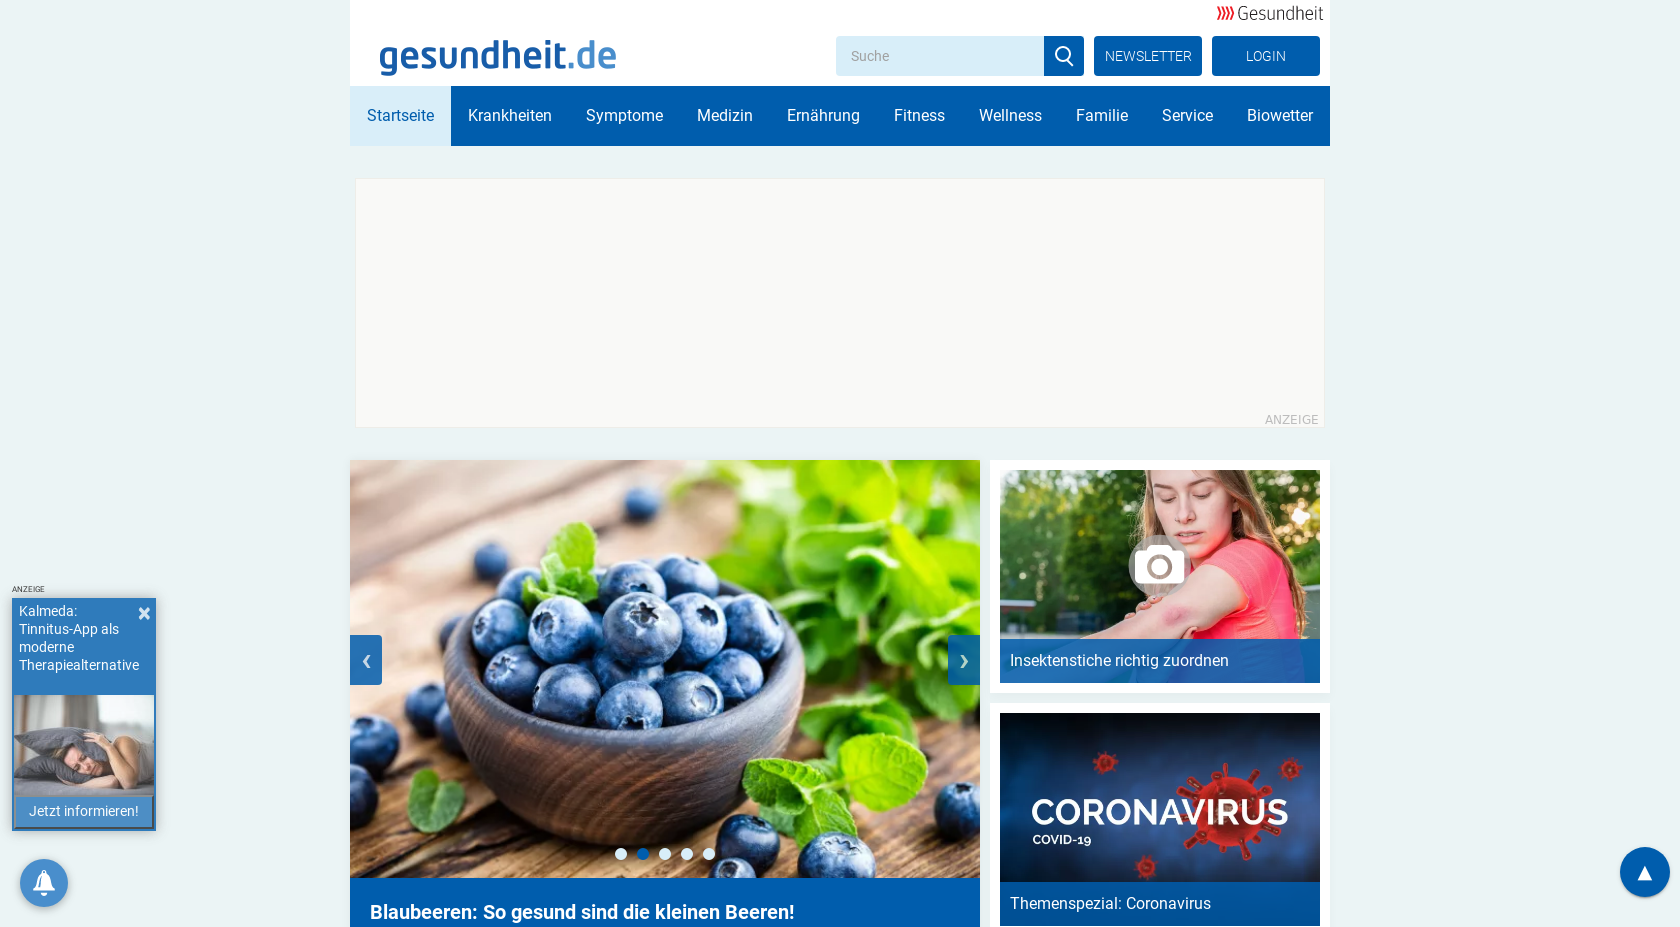 Gesundheit
gesundheit.de
Suche
NEWSLETTER
LOGIN
Startseite
Krankheiten
Symptome
Medizin
Ernährung
Fitness
Wellness
Familie
Service
Biowetter
ANZEIGE
Insektenstiche richtig zuordnen
ANZEIGE
Kalmeda:
Tinnitus-App als
moderne
Therapiealternative
Jetzt informieren!
CORONAVIRUS
COVID-19
Themenspezial: Coronavirus
Blaubeeren: So gesund sind die kleinen Beeren!